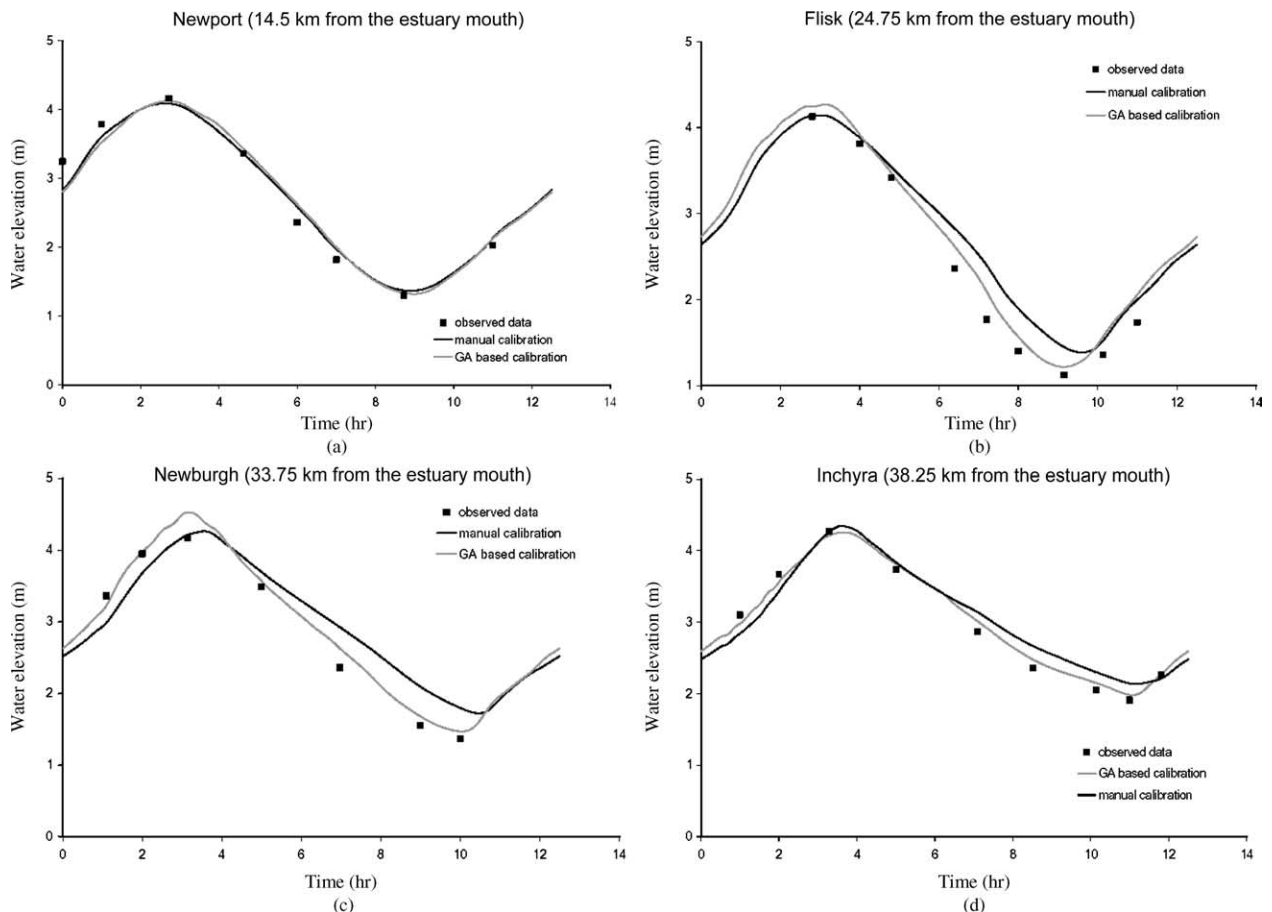 Newport (14.5 km from the estuary mouth)
5
4
3
2
1
0
Water elevation (m)
observed data
manual calibration
GA based calibration
0 2 4 6 8 10 12 14
Time (hr)
(a)
Flisk (24.75 km from the estuary mouth)
5
4
3
2
1
Water elevation (m)
observed data
manual calibration
GA based calibration
0 2 4 6 8 10 12 14
Time (hr)
(b)
Newburgh (33.75 km from the estuary mouth)
5
4
3
2
1
0
Water elevation (m)
observed data
manual calibration
GA based calibration
0 2 4 6 8 10 12 14
Time (hr)
(c)
Inchyra (38.25 km from the estuary mouth)
5
4
3
2
1
0
Water elevation (m)
observed data
GA based calibration
manual calibration
0 2 4 6 8 10 12 14
Time (hr)
(d)